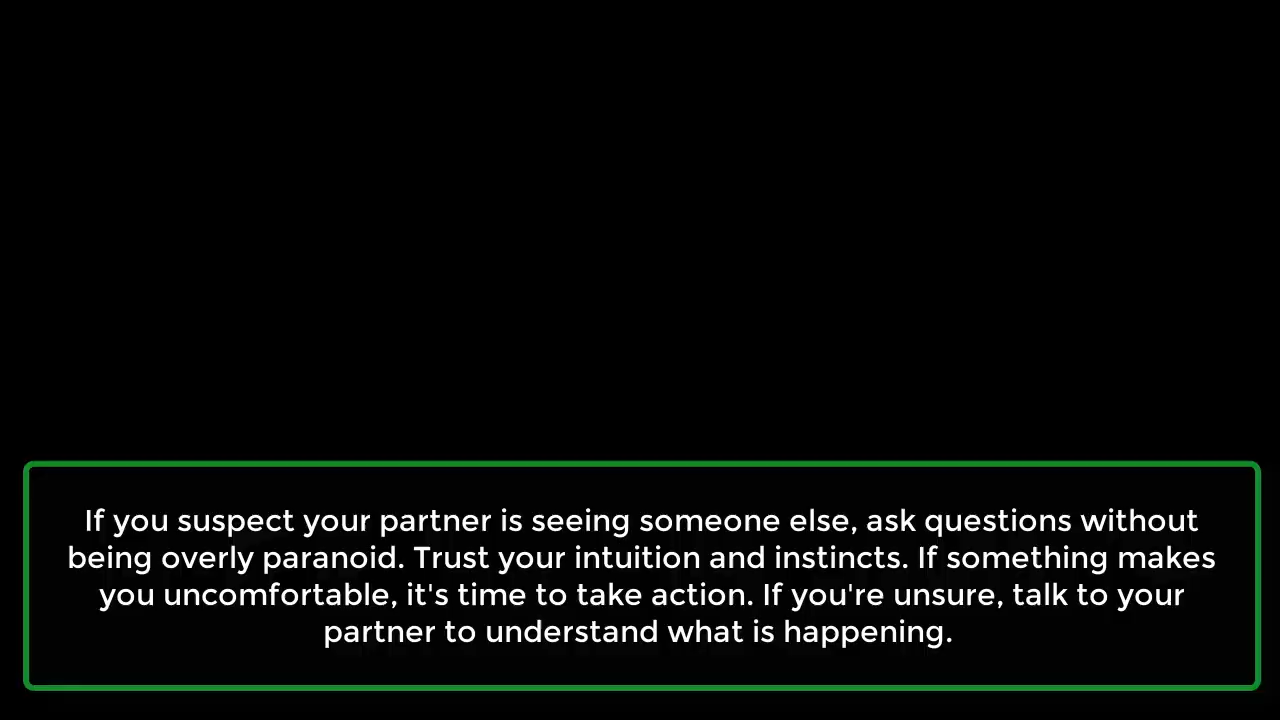 If you suspect your partner is seeing someone else, ask questions without
being overly paranoid. Trust your intuition and instincts. If something makes
you uncomfortable, it's time to take action. If you're unsure, talk to your
partner to understand what is happening.